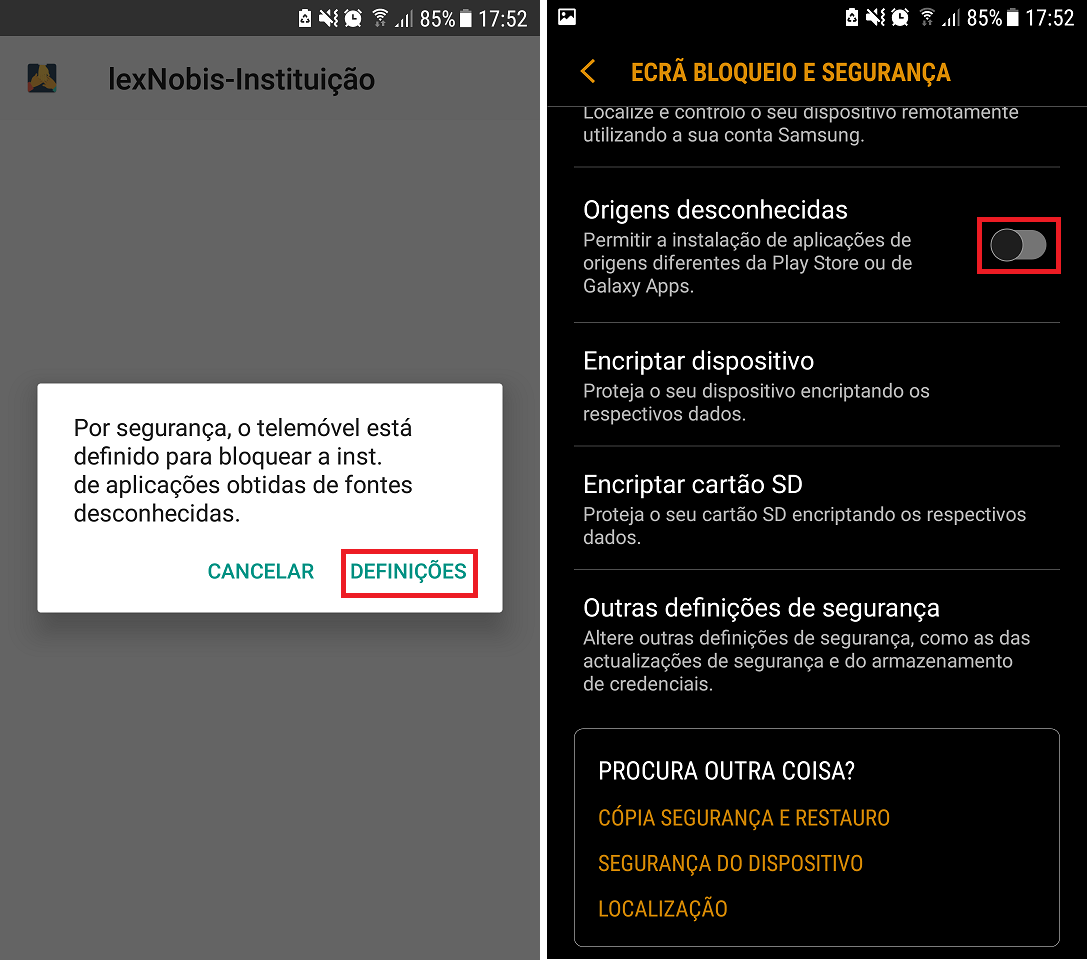 85% 17:52
lexNobis-Instituição
Por segurança, o telemóvel está
definido para bloquear a inst.
de aplicações obtidas de fontes
desconhecidas.
CANCELAR DEFINIÇÕES
85% 17:52
ECRÃ BLOQUEIO E SEGURANÇA
Localize e controlo o seu dispositivo remotamente
utilizando a sua conta Samsung.
Origens desconhecidas
Permitir a instalação de aplicações de
origens diferentes da Play Store ou de
Galaxy Apps.
Encriptar dispositivo
Proteja o seu dispositivo encriptando os
respectivos dados.
Encriptar cartão SD
Proteja o seu cartão SD encriptando os respectivos
dados.
Outras definições de segurança
Altere outras definições de segurança, como as das
actualizações de segurança e do armazenamento
de credenciais.
PROCURA OUTRA COISA?
CÓPIA SEGURANÇA E RESTAURO
SEGURANÇA DO DISPOSITIVO
LOCALIZAÇÃO